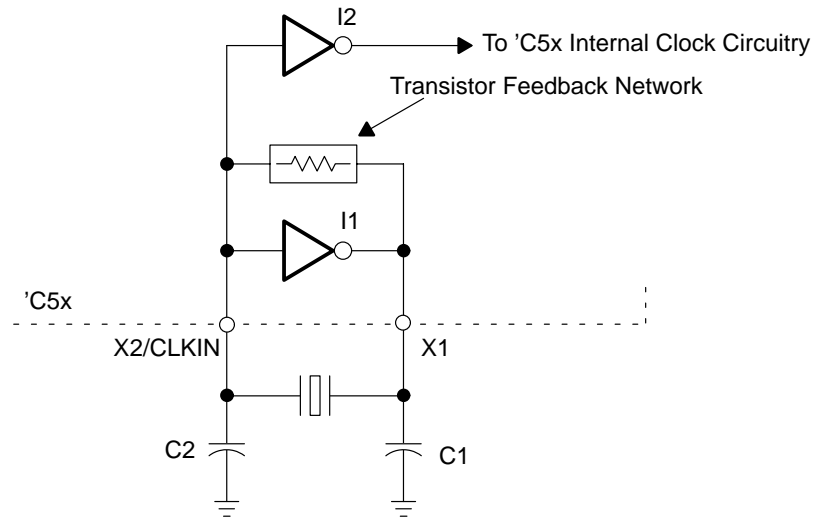 I2
To ’C5x Internal Clock Circuitry
Transistor Feedback Network
I1
’C5x
X2/CLKIN
X1
C2
C1